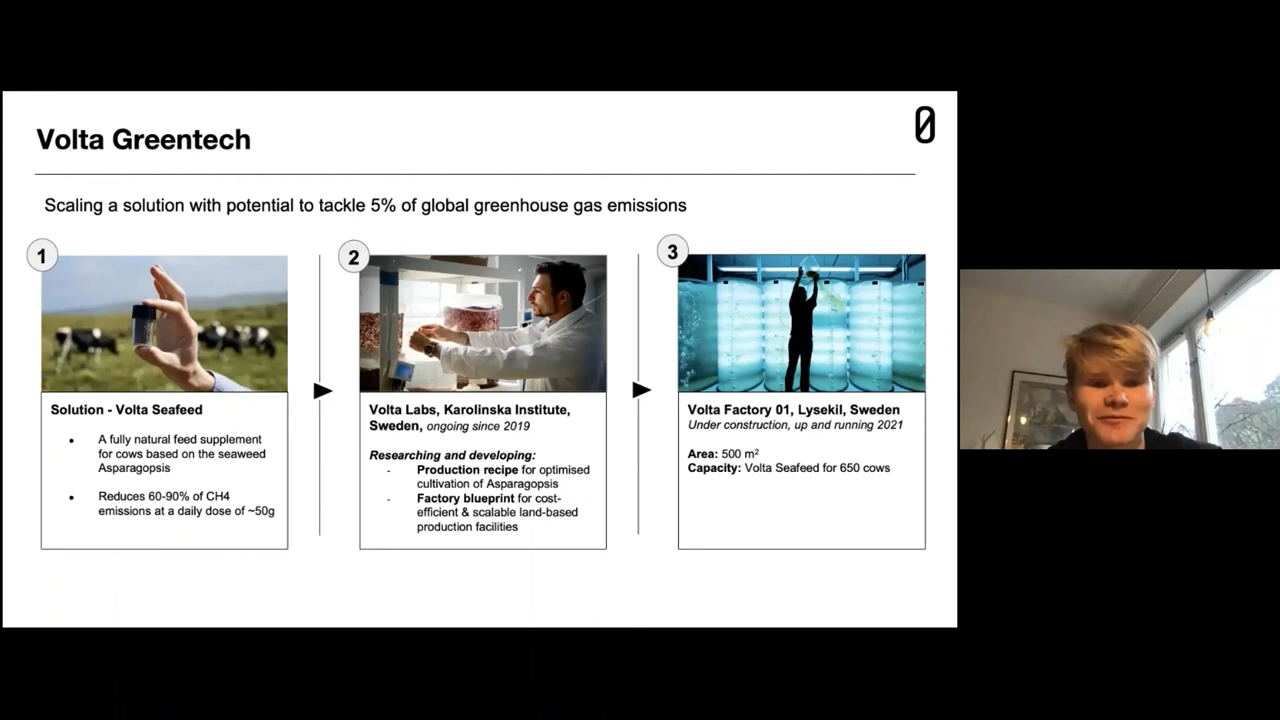 Volta Greentech
0
Scaling a solution with potential to tackle 5% of global greenhouse gas emissions
1
Solution - Volta Seafeed
• A fully natural feed supplement
for cows based on the seaweed
Asparagopsis
• Reduces 60-90% of CH4
emissions at a daily dose of ~50g
2
Volta Labs, Karolinska Institute,
Sweden, ongoing since 2019
Researching and developing:
- Production recipe for optimised
cultivation of Asparagopsis
- Factory blueprint for cost-
efficient & scalable land-based
production facilities
3
Volta Factory 01, Lysekil, Sweden
Under construction, up and running 2021
Area: 500 m²
Capacity: Volta Seafeed for 650 cows